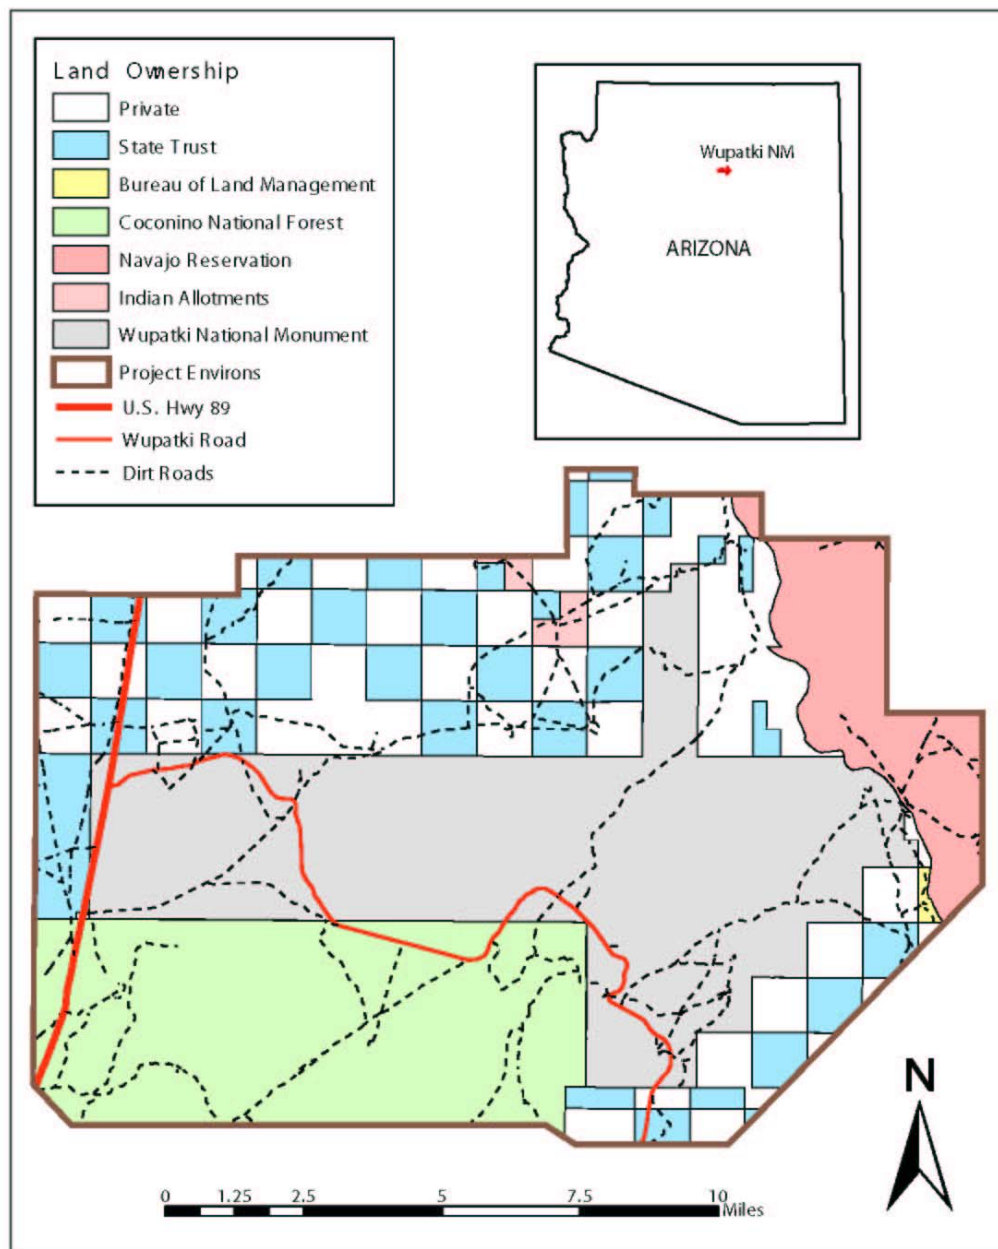 Land Ownership
Private
State Trust
Bureau of Land Management
Coconino National Forest
Navajo Reservation
Indian Allotments
Wupatki National Monument
Project Environs
U.S. Hwy 89
Wupatki Road
Dirt Roads
Wupatki NM
ARIZONA
N
0 1.25 2.5 5 7.5 10
Miles